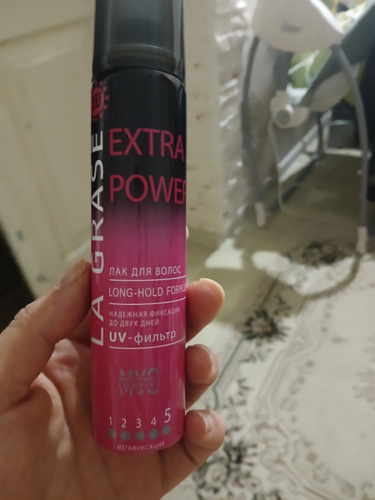 LA GRASE
EXTRA
POWER
ЛАК ДЛЯ ВОЛОС
LONG-HOLD
НАДЕЖНАЯ ФИКСАЦИЯ
ДО ДВУХ ДНЕЙ
UV-фильтр
1 2 3 4 5
МЕГАФИКСАЦИЯ